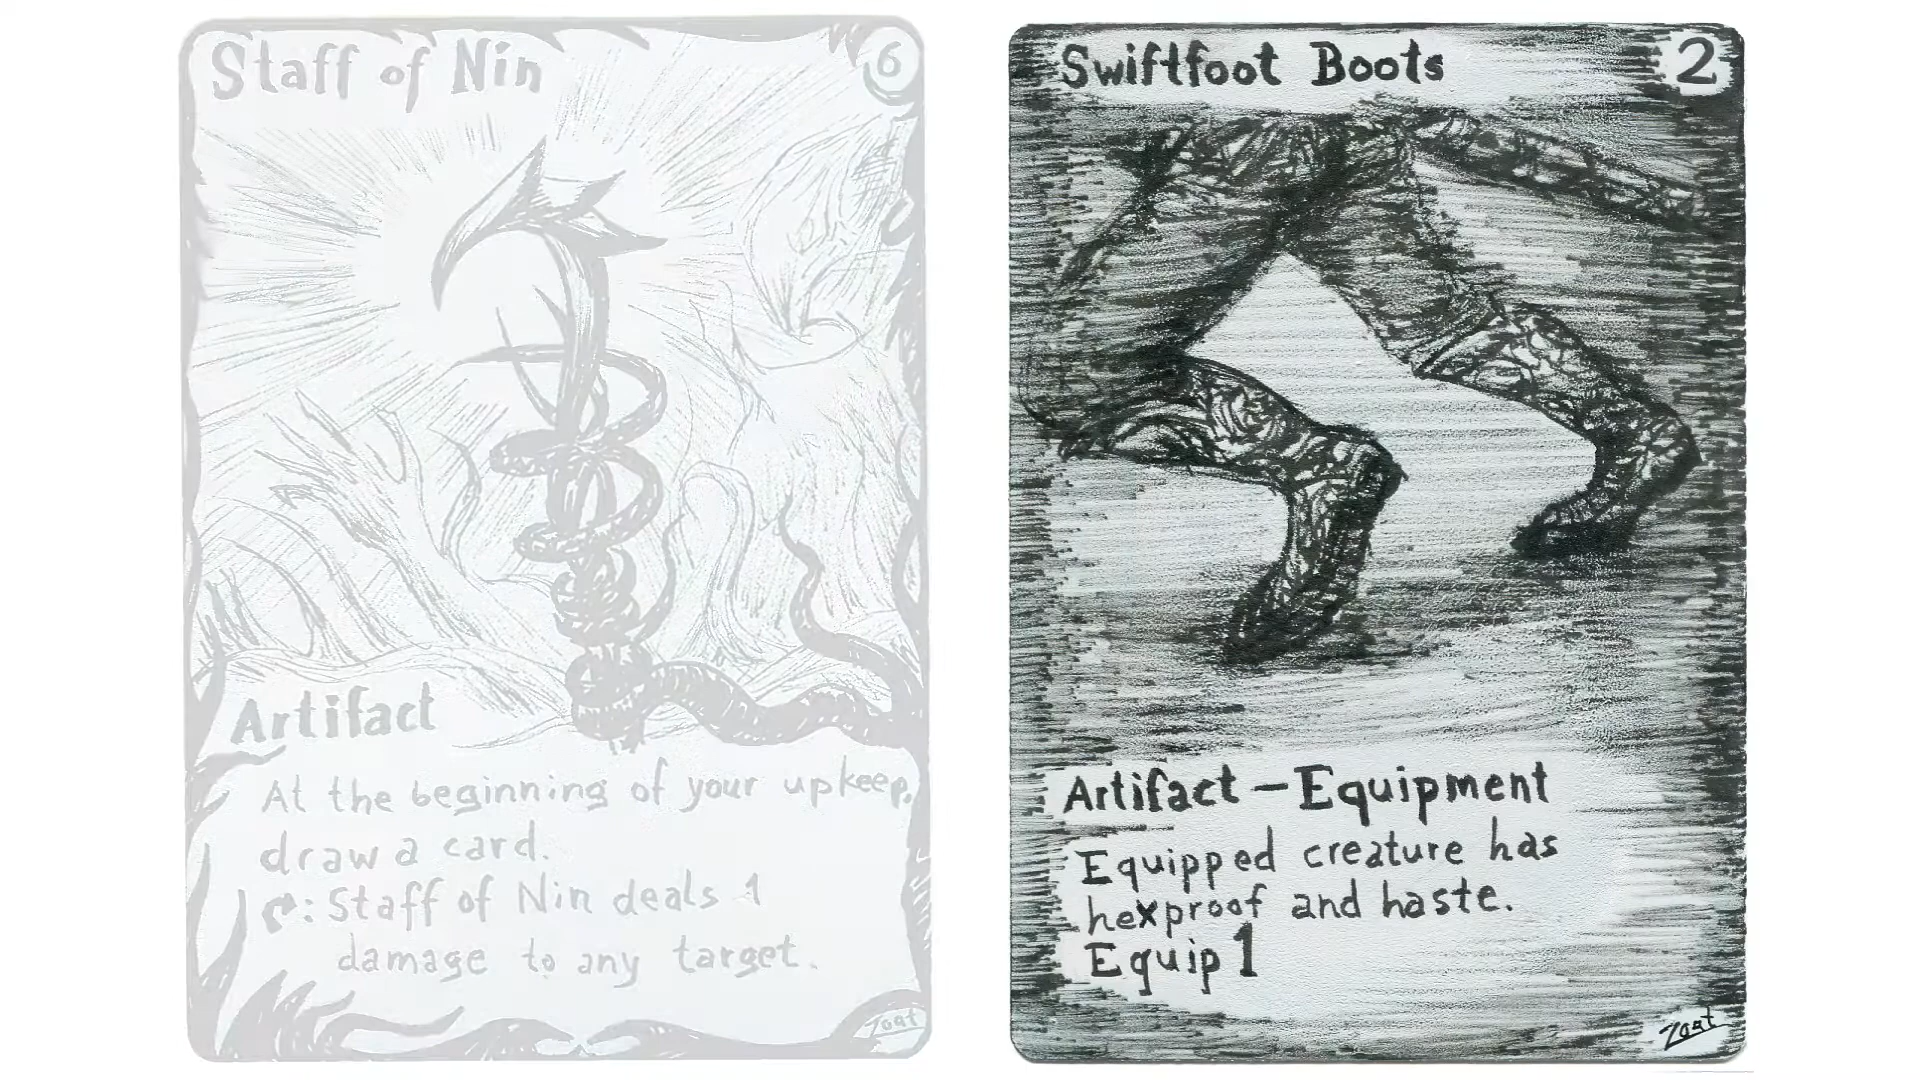 Staff of Nin
6
Artifact
At the beginning of your upkeep,
draw a card.
: Staff of Nin deals 1
damage to any target.
Zoat
Swiftfoot Boots
2
Artifact – Equipment
Equipped creature has
hexproof and haste.
Equip 1
Zoat